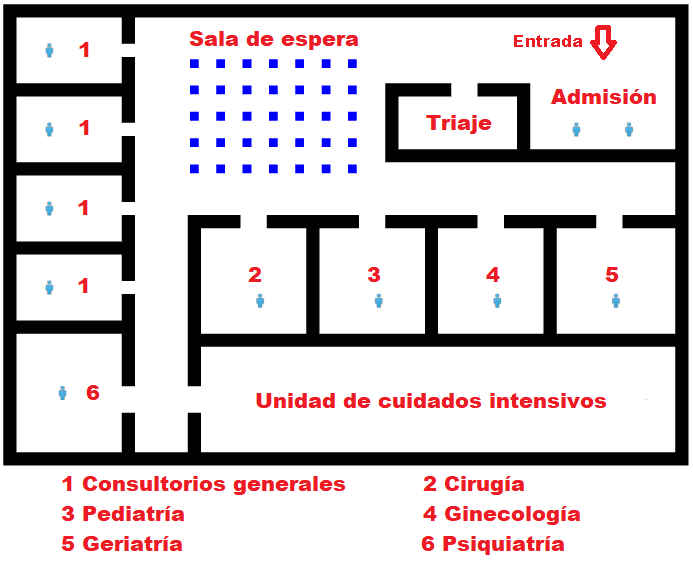 1
Sala de espera
Entrada
Admisión
Triaje
1
1
1
2
3
4
5
6
Unidad de cuidados intensivos
1 Consultorios generales
2 Cirugía
3 Pediatría
4 Ginecología
5 Geriatría
6 Psiquiatría